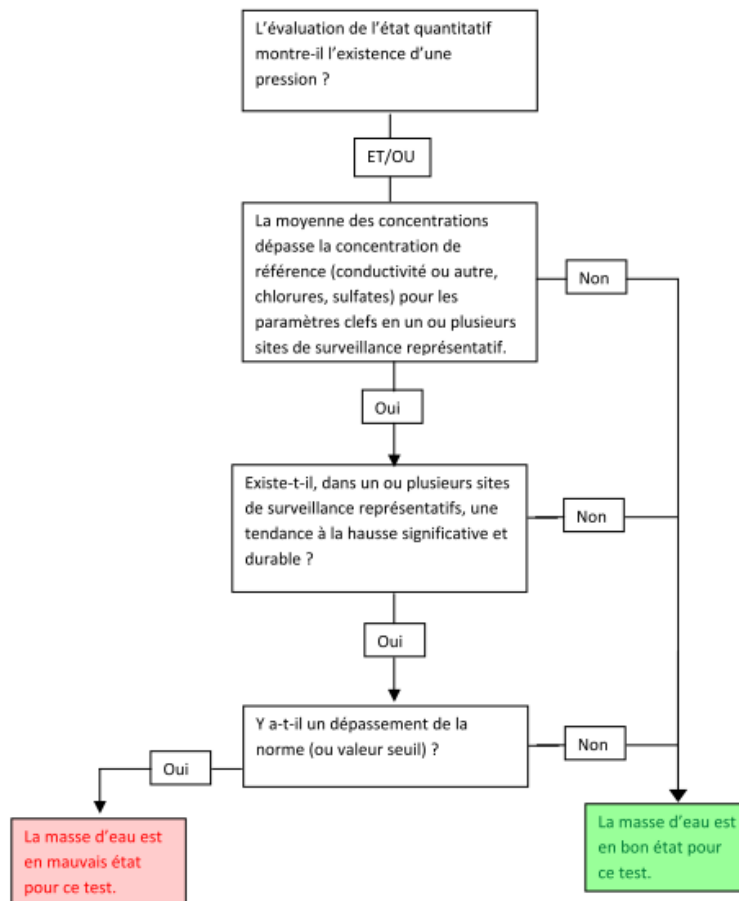 L'évaluation de l'état quantitatif
montre-il l'existence d'une
pression ?
ET/OU
La moyenne des concentrations
dépasse la concentration de
référence (conductivité ou autre,
chlorures, sulfates) pour les
paramètres clefs en un ou plusieurs
sites de surveillance représentatif.
Non
Oui
Existe-t-il, dans un ou plusieurs sites
de surveillance représentatifs, une
tendance à la hausse significative et
durable ?
Non
Oui
Y a-t-il un dépassement de la
norme (ou valeur seuil) ?
Non
Oui
La masse d'eau est
en mauvais état
pour ce test.
La masse d'eau est
en bon état pour
ce test.